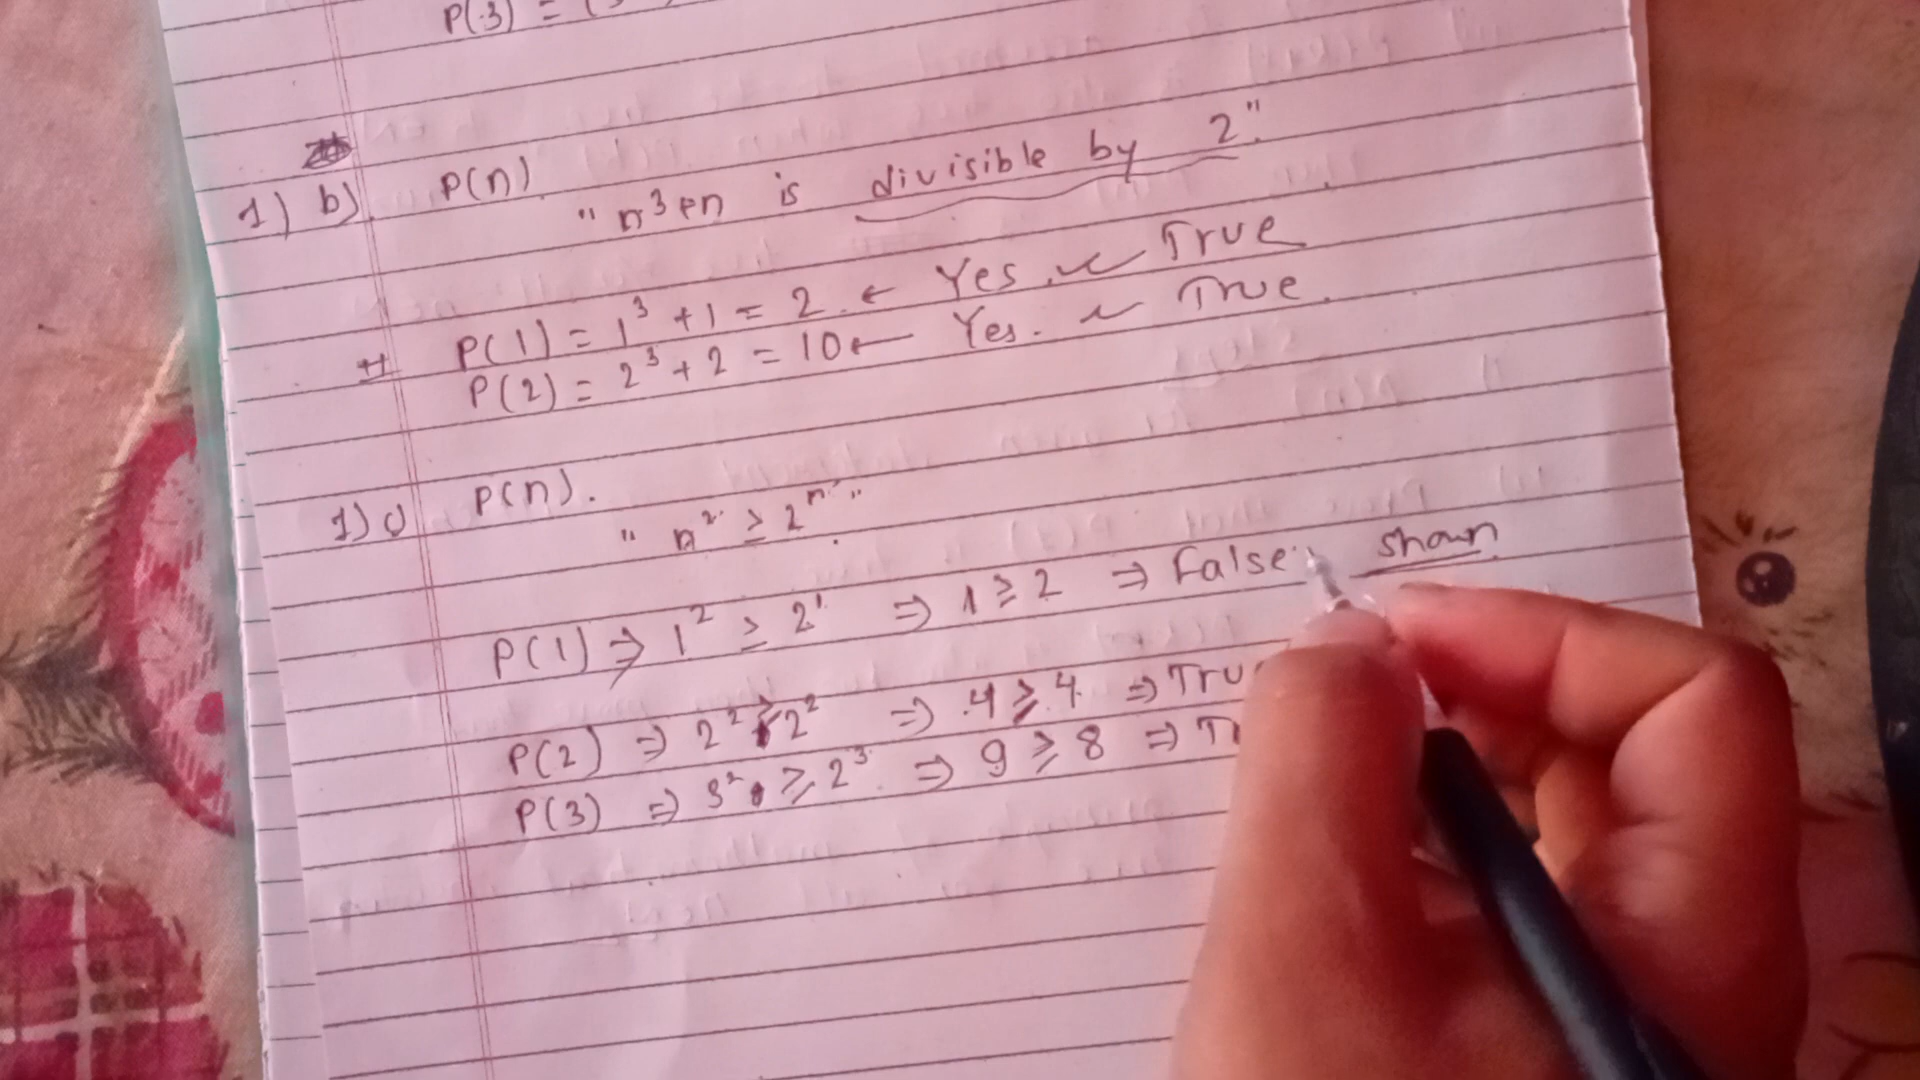 P(3) = (
1) b) P(n)
"n³+n is divisible by 2".
P(1) = 1³ + 1 = 2 ← Yes. True
P(2) = 2³ + 2 = 10 ← Yes. True.
1) c) P(n).
"n² ≥ 2ⁿ".
P(1) ⇒ 1² ≥ 2¹ ⇒ 1 ≥ 2 ⇒ False shown
P(2) ⇒ 2² ≥ 2² ⇒ 4 ≥ 4 ⇒ Tru
P(3) ⇒ 3² ≥ 2³ ⇒ 9 ≥ 8 ⇒ Tr